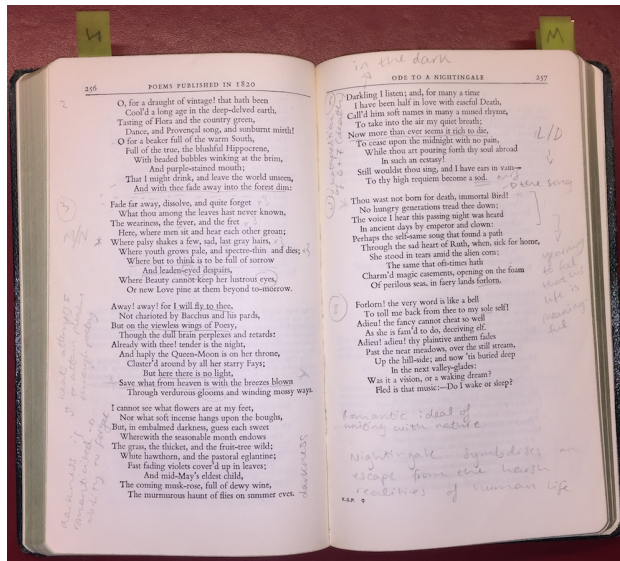 256
POEMS PUBLISHED IN 1820
O, for a draught of vintage! that hath been
Cool'd a long age in the deep-delved earth,
Tasting of Flora and the country green,
Dance, and Provençal song, and sunburnt mirth!
O for a beaker full of the warm South,
Full of the true, the blushful Hippocrene,
With beaded bubbles winking at the brim,
And purple-stained mouth;
That I might drink, and leave the world unseen,
And with thee fade away into the forest dim:
Fade far away, dissolve, and quite forget
What thou among the leaves hast never known,
The weariness, the fever, and the fret
Here, where men sit and hear each other groan;
Where palsy shakes a few, sad, last gray hairs,
Where youth grows pale, and spectre-thin and dies;
Where but to think is to be full of sorrow
And leaden-eyed despairs,
Where Beauty cannot keep her lustrous eyes,
Or new Love pine at them beyond to-morrow.
Away! away! for I will fly to thee,
Not charioted by Bacchus and his pards,
But on the viewless wings of Poesy,
Though the dull brain perplexes and retards:
Already with thee! tender is the night,
And haply the Queen-Moon is on her throne,
Cluster'd around by all her starry Fays;
But here there is no light,
Save what from heaven is with the breezes blown
Through verdurous glooms and winding mossy ways.
I cannot see what flowers are at my feet,
Nor what soft incense hangs upon the boughs,
But, in embalmed darkness, guess each sweet
Wherewith the seasonable month endows
The grass, the thicket, and the fruit-tree wild;
White hawthorn, and the pastoral eglantine;
Fast fading violets cover'd up in leaves;
And mid-May's eldest child,
The coming musk-rose, full of dewy wine,
The murmurous haunt of flies on summer eves.
darkness
in the dark
ODE TO A NIGHTINGALE
257
Darkling I listen; and, for many a time
I have been half in love with easeful Death,
Call'd him soft names in many a mused rhyme,
To take into the air my quiet breath;
Now more than ever seems it rich to die,
To cease upon the midnight with no pain,
While thou art pouring forth thy soul abroad
In such an ecstasy!
Still wouldst thou sing, and I have ears in vain—
To thy high requiem become a sod.
L/D
the song
Thou wast not born for death, immortal Bird!
No hungry generations tread thee down;
The voice I hear this passing night was heard
In ancient days by emperor and clown:
Perhaps the self-same song that found a path
Through the sad heart of Ruth, when, sick for home,
She stood in tears amid the alien corn;
The same that oft-times hath
Charm'd magic casements, opening on the foam
Of perilous seas, in faery lands forlorn.
Forlorn! the very word is like a bell
To toll me back from thee to my sole self!
Adieu! the fancy cannot cheat so well
As she is fam'd to do, deceiving elf.
Adieu! adieu! thy plaintive anthem fades
Past the near meadows, over the still stream,
Up the hill-side; and now 'tis buried deep
In the next valley-glades:
Was it a vision, or a waking dream?
Fled is that music:—Do I wake or sleep?
Romantic ideal of
uniting with nature
Nightingale symbolises an
escape from the harsh
realities of human life
K.S.P.